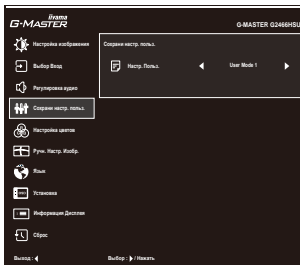 iiyama
G-MASTER
G-MASTER G2466HSU
Настройка изображения
Выбор Вход
Регулировка аудио
Сохрани настр. польз.
Настройка цветов
Ручн. Настр. Изобр.
Язык
Установка
Информация Дисплея
Сброс
Сохрани настр. польз.
Настр. Польз.
User Mode 1
Выход :
Выбор : / Нажать